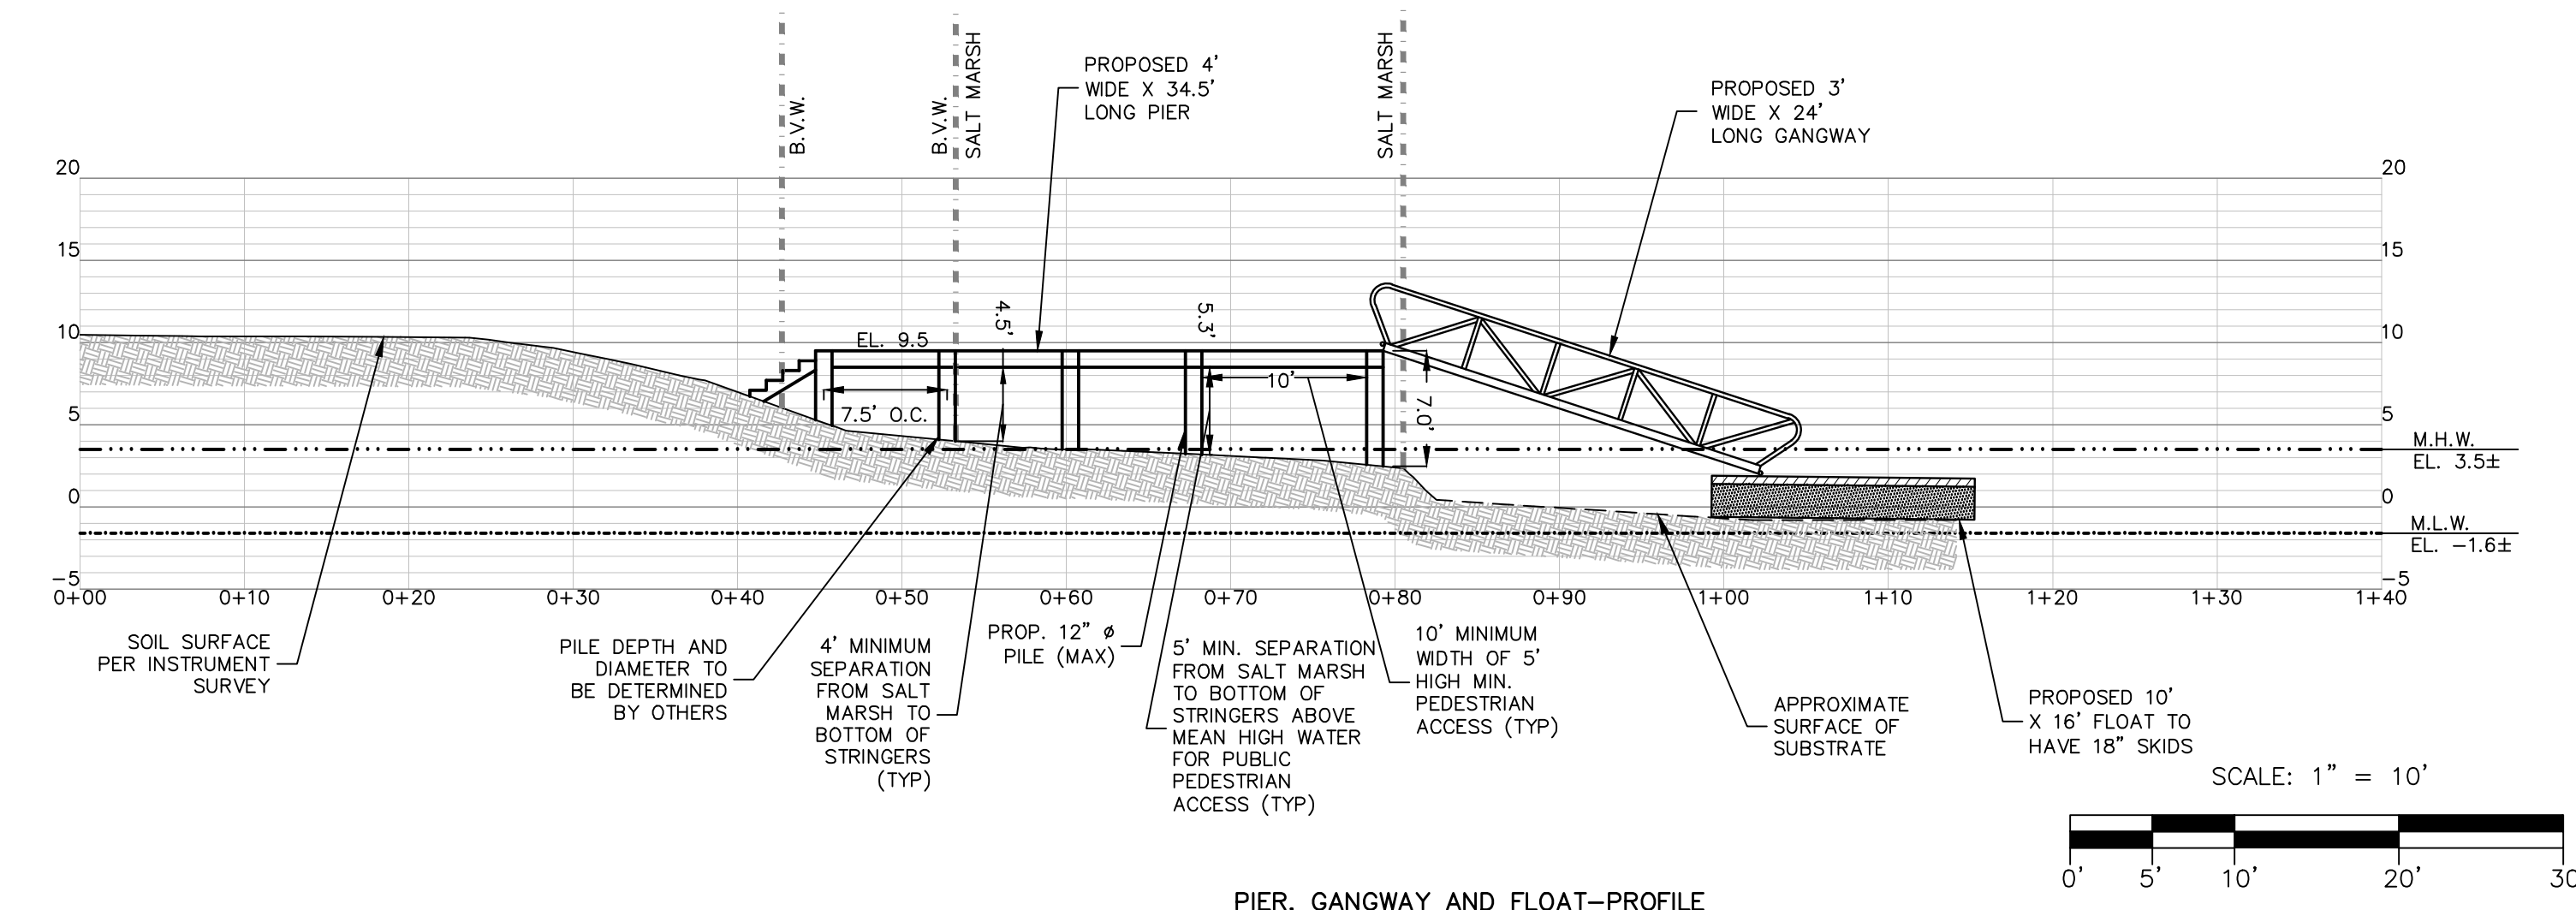 B.V.W.
B.V.W.
SALT MARSH
SALT MARSH
PROPOSED 4'
WIDE X 34.5'
LONG PIER
PROPOSED 3'
WIDE X 24'
LONG GANGWAY
20
15
10
5
0
-5
20
15
10
5
0
-5
EL. 9.5
4.5'
5.3'
10'
7.0'
7.5' O.C.
M.H.W.
EL. 3.5±
M.L.W.
EL. -1.6±
0+00
0+10
0+20
0+30
0+40
0+50
0+60
0+70
0+80
0+90
1+00
1+10
1+20
1+30
1+40
SOIL SURFACE
PER INSTRUMENT
SURVEY
PILE DEPTH AND
DIAMETER TO
BE DETERMINED
BY OTHERS
4' MINIMUM
SEPARATION
FROM SALT
MARSH TO
BOTTOM OF
STRINGERS
(TYP)
PROP. 12" ø
PILE (MAX)
5' MIN. SEPARATION
FROM SALT MARSH
TO BOTTOM OF
STRINGERS ABOVE
MEAN HIGH WATER
FOR PUBLIC
PEDESTRIAN
ACCESS (TYP)
10' MINIMUM
WIDTH OF 5'
HIGH MIN.
PEDESTRIAN
ACCESS (TYP)
APPROXIMATE
SURFACE OF
SUBSTRATE
PROPOSED 10'
X 16' FLOAT TO
HAVE 18" SKIDS
SCALE: 1" = 10'
0'
5'
10'
20'
30
PIER, GANGWAY AND FLOAT-PROFILE